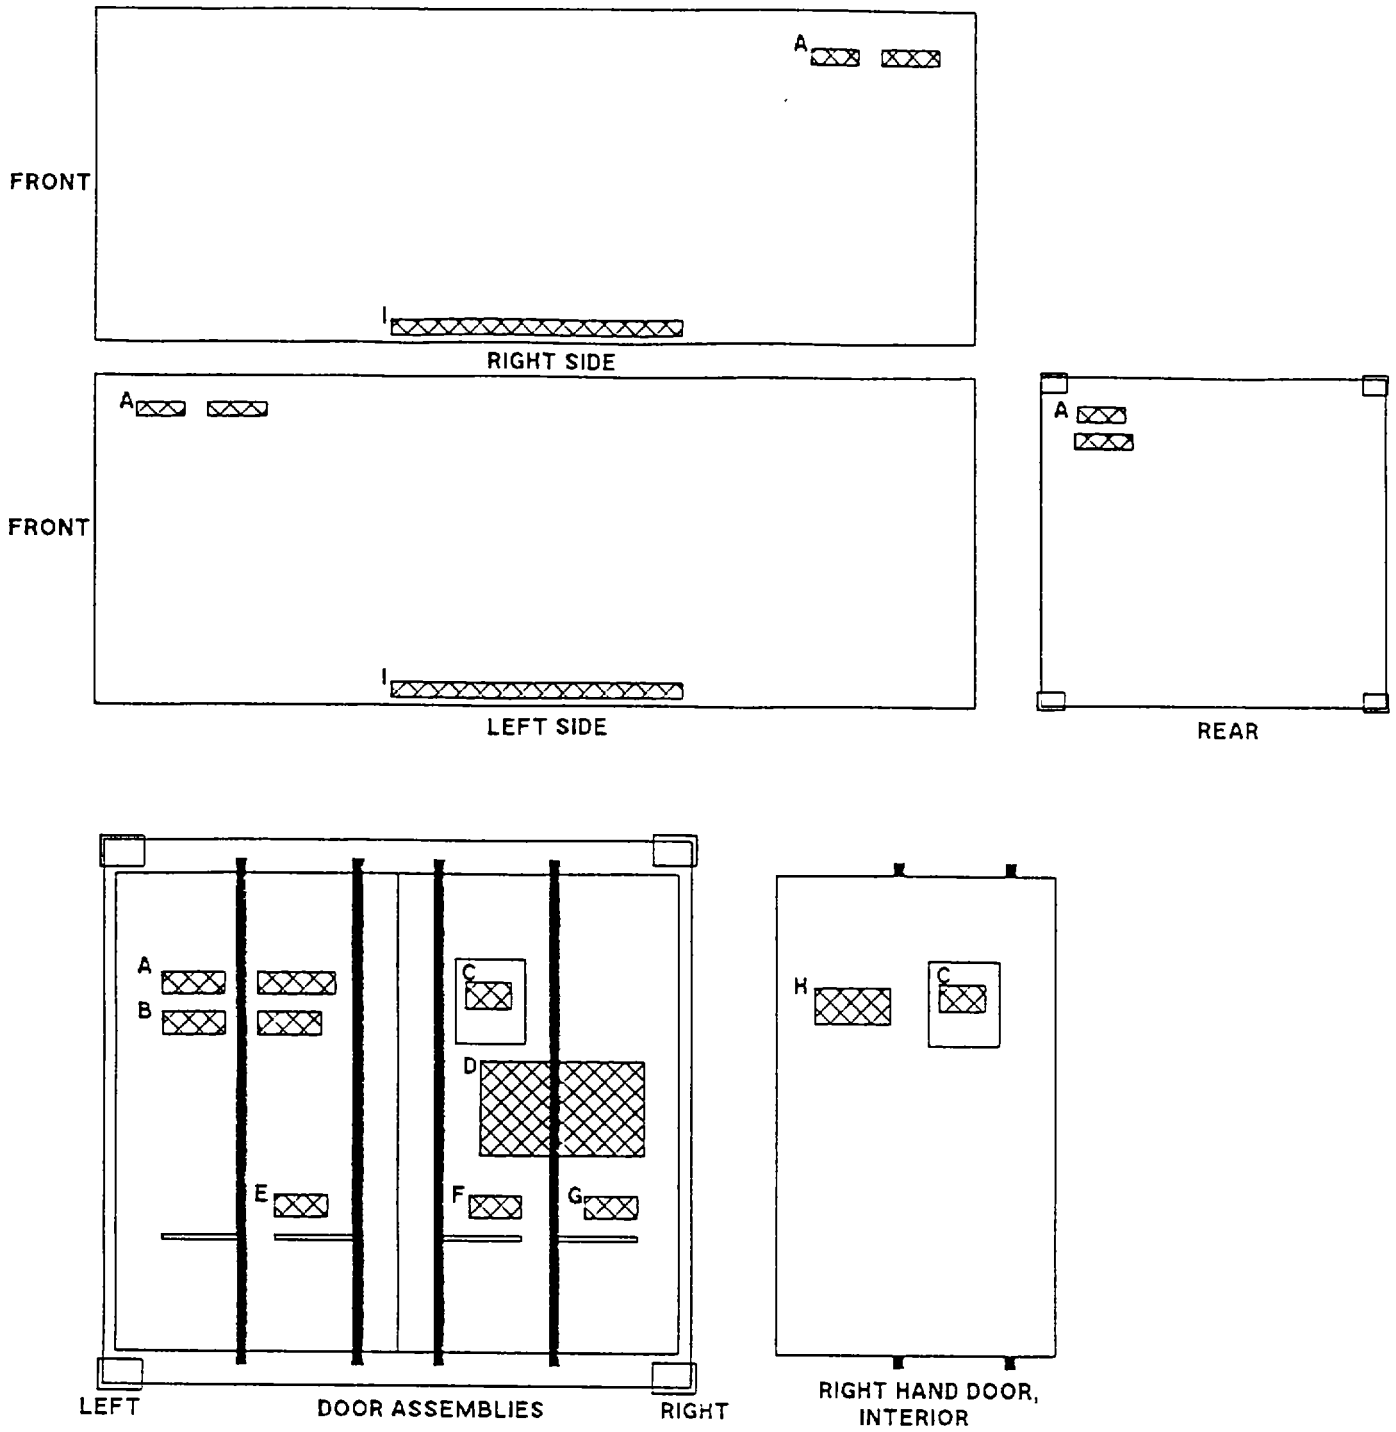 A
FRONT
I
RIGHT SIDE
A
A
FRONT
I
LEFT SIDE
REAR
A
C
B
H
C
D
E
F
G
LEFT
DOOR ASSEMBLIES
RIGHT
RIGHT HAND DOOR,
INTERIOR